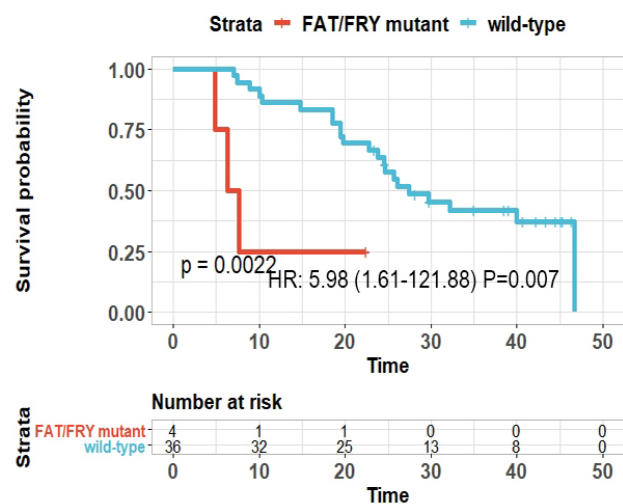 Strata FAT/FRY mutant wild-type
1.00
0.75
0.50
0.25
0.00
Survival probability
p = 0.0022
HR: 5.98 (1.61-121.88) P=0.007
0 10 20 30 40 50
Time
Number at risk
Strata
FAT/FRY mutant 4 1 1 0 0 0
wild-type 36 32 25 13 8 0
0 10 20 30 40 50
Time